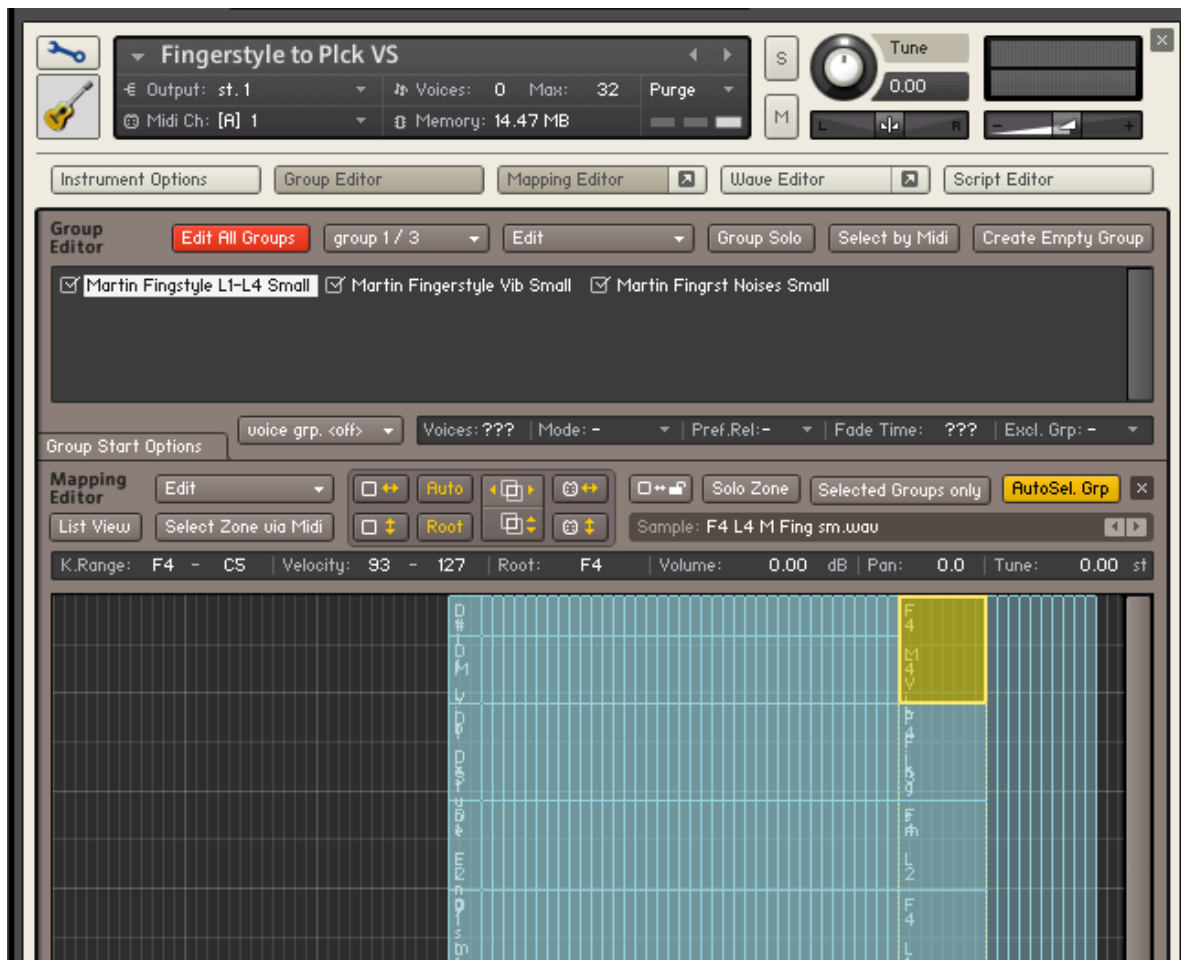 Fingerstyle to Plck VS
S
Tune
Output: st. 1
Voices: 0 Max: 32
Purge
0.00
Midi Ch: [A] 1
Memory: 14.47 MB
M
L R
- +
Instrument Options
Group Editor
Mapping Editor
Wave Editor
Script Editor
Group Editor
Edit All Groups
group 1 / 3
Edit
Group Solo
Select by Midi
Create Empty Group
Martin Fingstyle L1-L4 Small
Martin Fingerstyle Vib Small
Martin Fingrst Noises Small
Group Start Options
voice grp. <off>
Voices: ??? | Mode: - | Pref.Rel:- | Fade Time: ??? | Excl. Grp: -
Mapping Editor
Edit
Auto
Solo Zone
Selected Groups only
AutoSel. Grp
List View
Select Zone via Midi
Root
Sample: F4 L4 M Fing sm.wav
K.Range: F4 - C5 | Velocity: 93 - 127 | Root: F4 | Volume: 0.00 dB | Pan: 0.0 | Tune: 0.00 st